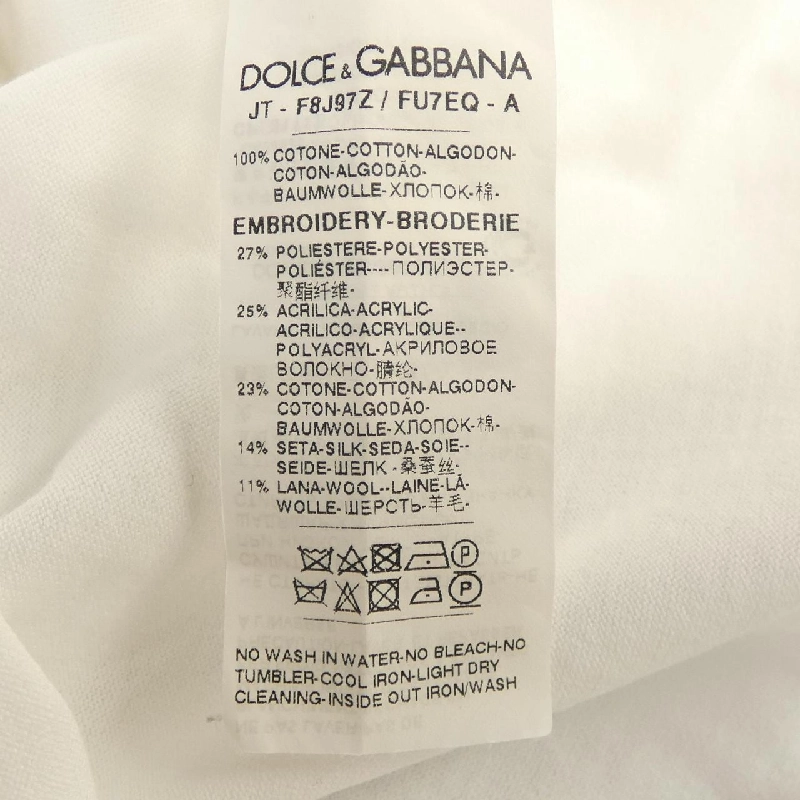 DOLCE & GABBANA
JT - F8J97Z / FU7EQ - A
100% COTONE-COTTON-ALGODON-
COTON-ALGODÃO-
BAUMWOLLE-ХЛОПОК-棉-
EMBROIDERY-BRODERIE
27% POLIESTERE-POLYESTER-
POLIÉSTER----ПОЛИЭСТЕР-
聚酯纤维-
25% ACRILICA-ACRYLIC-
ACRILICO-ACRYLIQUE--
POLYACRYL-АКРИЛОВОЕ
ВОЛОКНО-腈纶-
23% COTONE-COTTON-ALGODON-
COTON-ALGODÃO-
BAUMWOLLE-ХЛОПОК-棉-
14% SETA-SILK-SEDA-SOIE--
SEIDE-ШЕЛК-桑蚕丝-
11% LANA-WOOL--LAINE-LÃ-
WOLLE-ШЕРСТЬ-羊毛-
P
P
NO WASH IN WATER-NO BLEACH-NO
TUMBLER-COOL IRON-LIGHT DRY
CLEANING-INSIDE OUT IRON/WASH